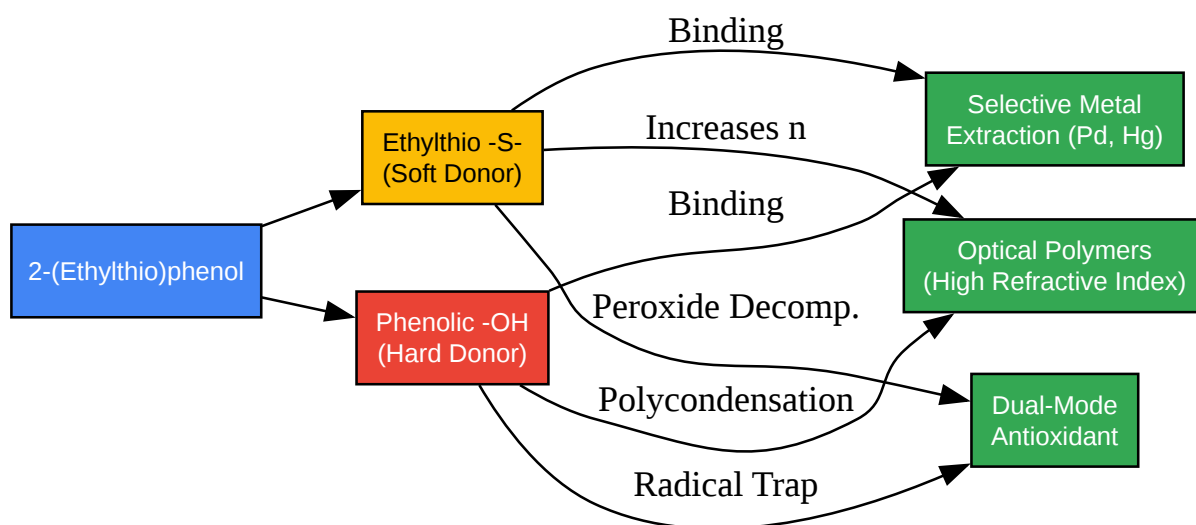 2-(Ethylthio)phenol
Ethylthio -S-
(Soft Donor)
Phenolic -OH
(Hard Donor)
Binding
Increases n
Binding
Peroxide Decomp.
Polycondensation
Radical Trap
Selective Metal
Extraction (Pd, Hg)
Optical Polymers
(High Refractive Index)
Dual-Mode
Antioxidant